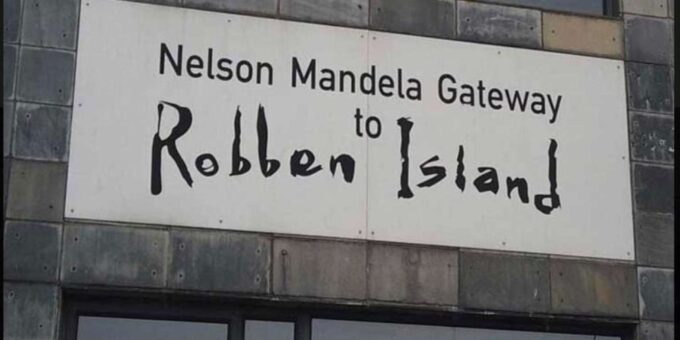 Nelson Mandela Gateway
to
Robben Island